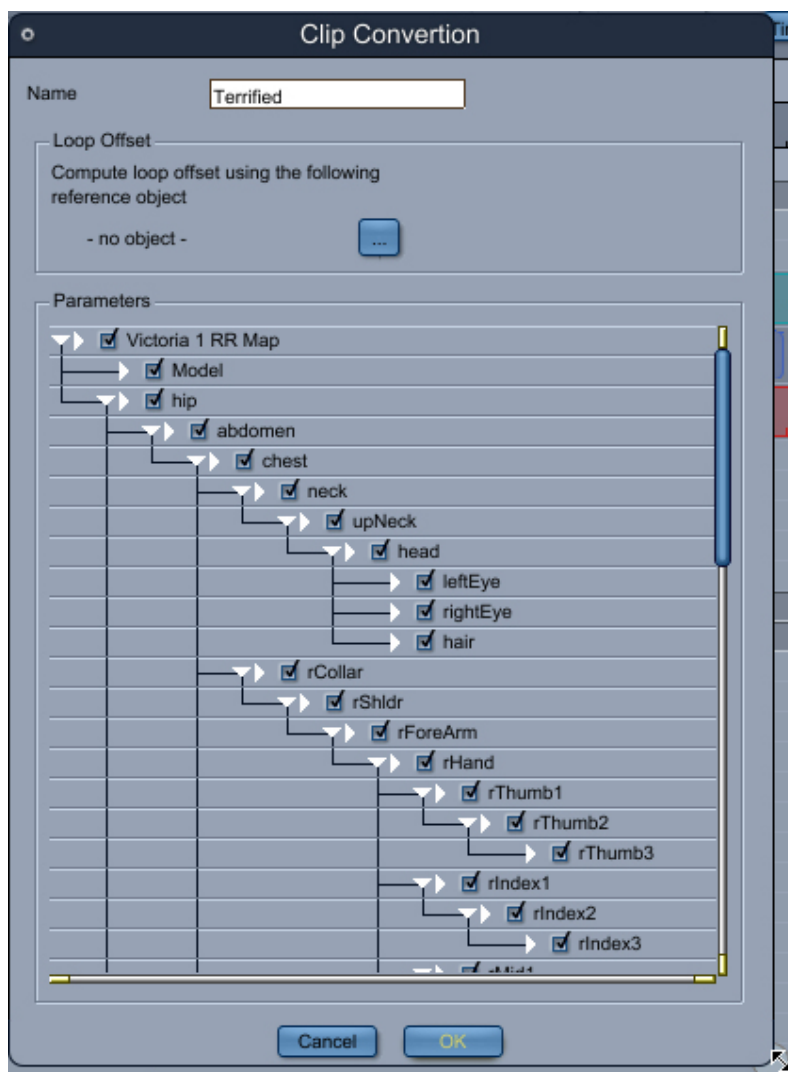 Clip Convertion
Name
Terrified
Loop Offset
Compute loop offset using the following
reference object
- no object -
...
Parameters
Victoria 1 RR Map
Model
hip
abdomen
chest
neck
upNeck
head
leftEye
rightEye
hair
rCollar
rShldr
rForeArm
rHand
rThumb1
rThumb2
rThumb3
rIndex1
rIndex2
rIndex3
rMid1
Cancel
OK